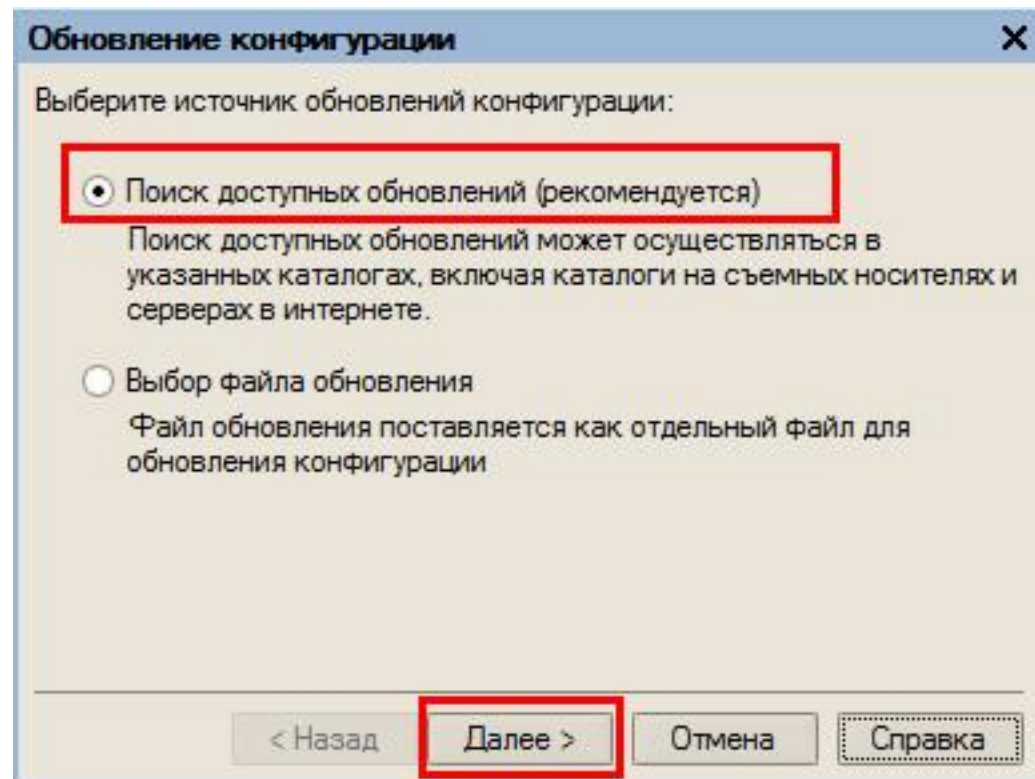 Обновление конфигурации
Выберите источник обновлений конфигурации:
Поиск доступных обновлений (рекомендуется)
Поиск доступных обновлений может осуществляться в
указанных каталогах, включая каталоги на съемных носителях и
серверах в интернете.
Выбор файла обновления
Файл обновления поставляется как отдельный файл для
обновления конфигурации
< Назад Далее > Отмена Справка